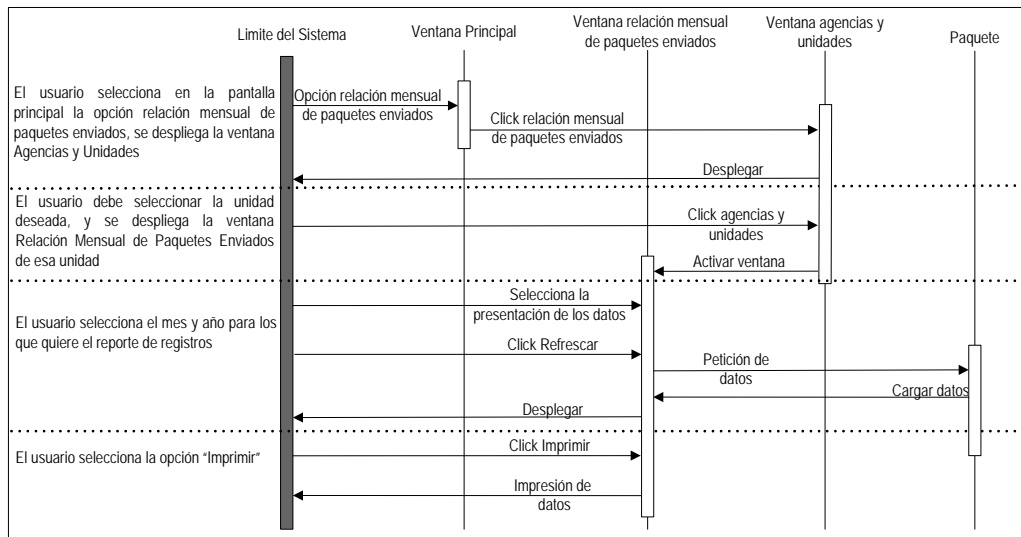 Limite del Sistema
Ventana Principal
Ventana relación mensual
de paquetes enviados
Ventana agencias y
unidades
Paquete
El usuario selecciona en la pantalla
principal la opción relación mensual de
paquetes enviados, se despliega la ventana
Agencias y Unidades
Opción relación mensual
de paquetes enviados
Click relación mensual
de paquetes enviados
Desplegar
El usuario debe seleccionar la unidad
deseada, y se despliega la ventana
Relación Mensual de Paquetes Enviados
de esa unidad
Click agencias y
unidades
Activar ventana
El usuario selecciona el mes y año para los
que quiere el reporte de registros
Selecciona la
presentación de los datos
Click Refrescar
Petición de
datos
Cargar datos
Desplegar
El usuario selecciona la opción “Imprimir”
Click Imprimir
Impresión de
datos